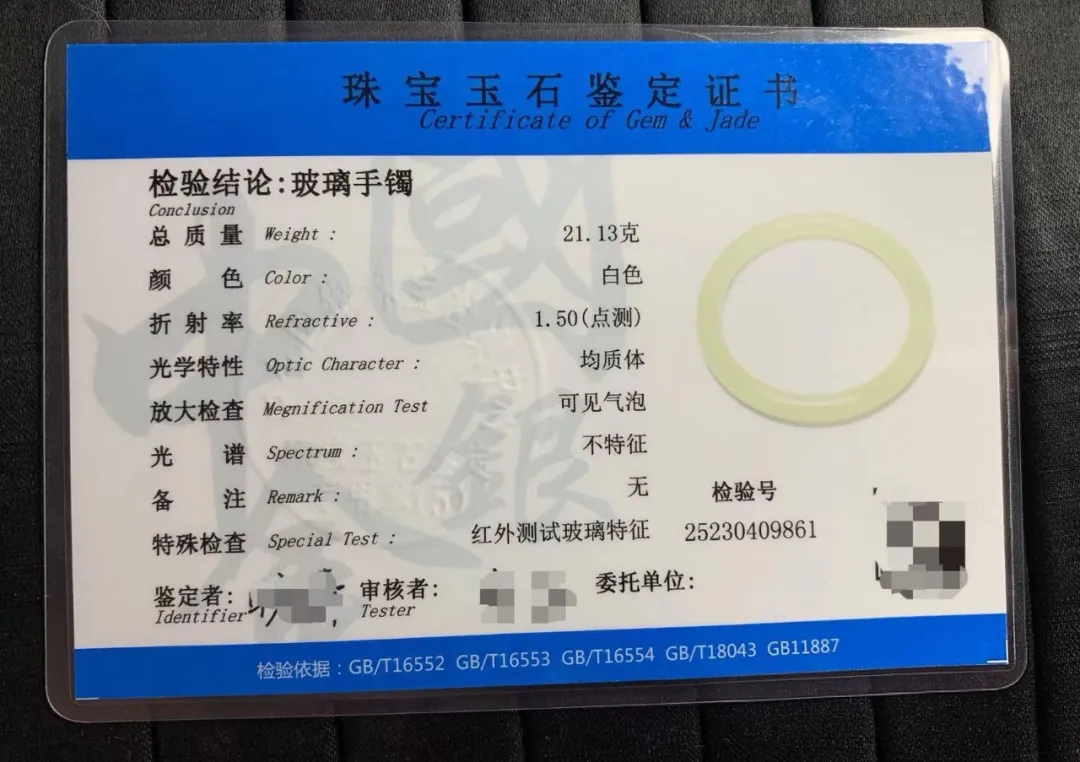 珠宝玉石鉴定证书
Certificate of Gem & Jade
检验结论:玻璃手镯
Conclusion
总质量 Weight : 21.13克
颜色 Color : 白色
折射率 Refractive : 1.50(点测)
光学特性 Optic Character : 均质体
放大检查 Megnification Test 可见气泡
光谱 Spectrum : 不特征
备注 Remark : 无
检验号
特殊检查 Special Test : 红外测试玻璃特征 25230409861
鉴定者: 审核者: 委托单位:
Identifier Tester
检验依据:GB/T16552 GB/T16553 GB/T16554 GB/T18043 GB11887